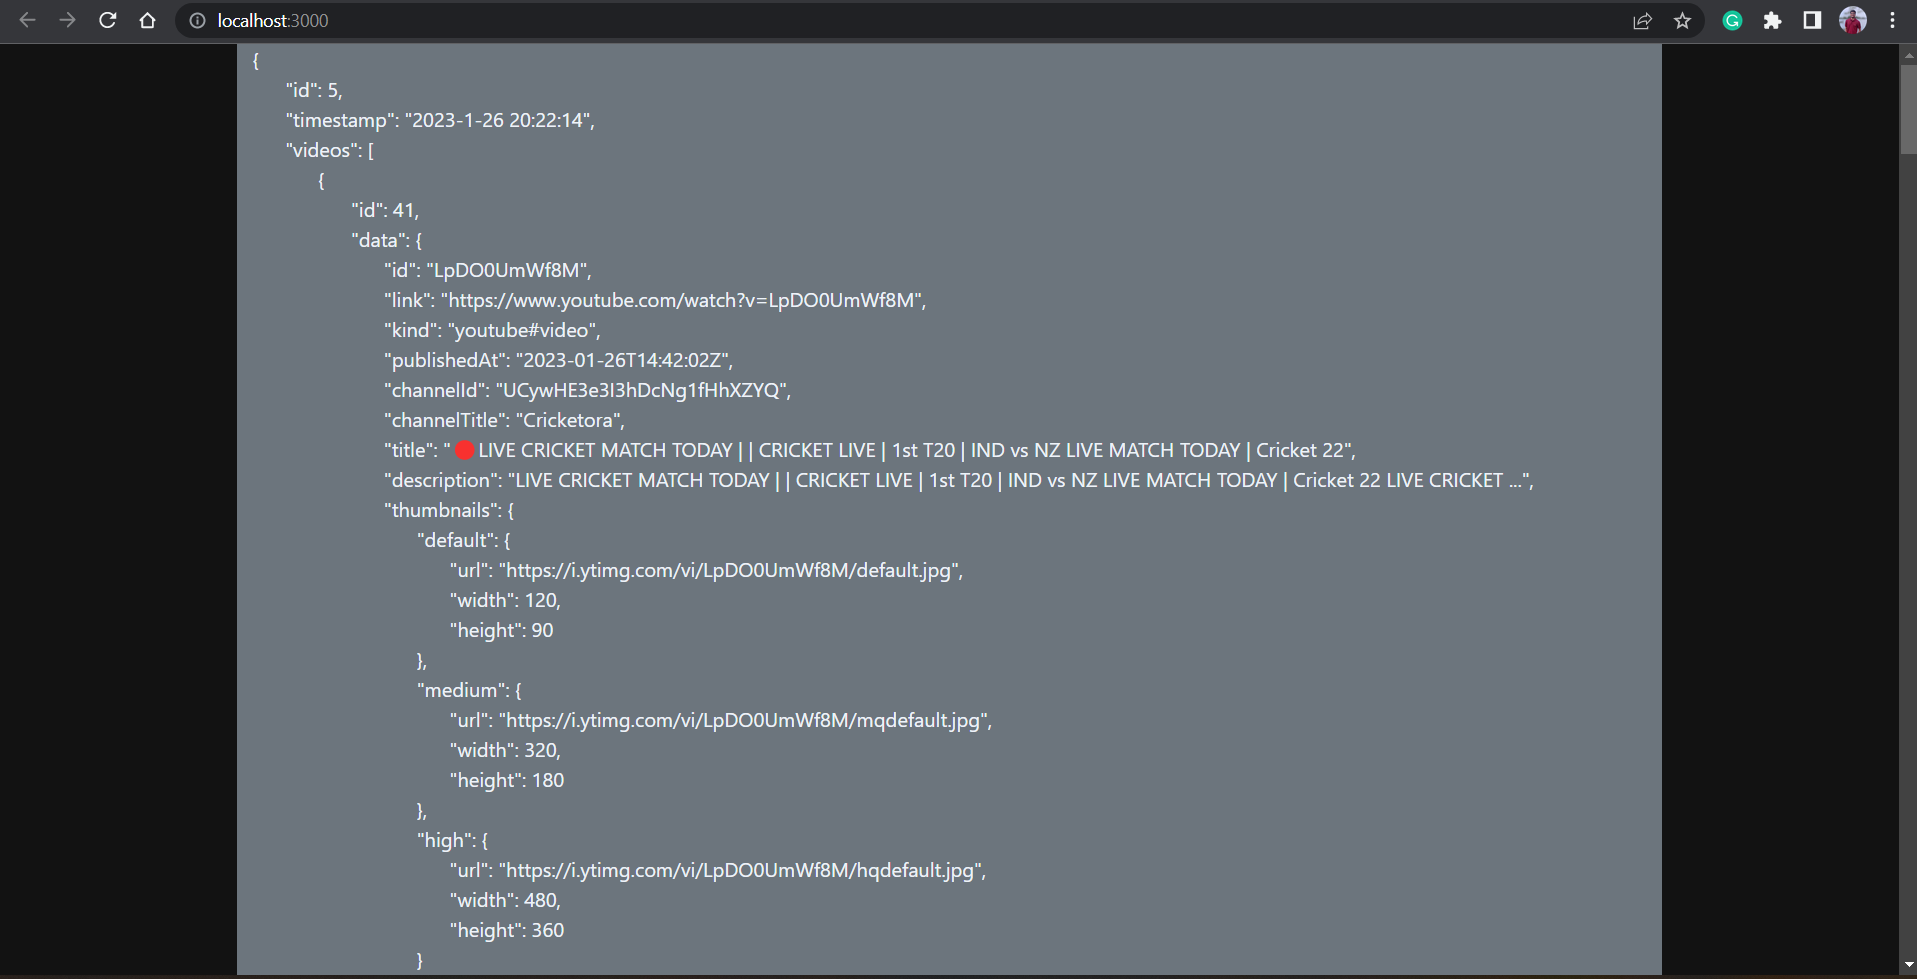 localhost:3000
{
"id": 5,
"timestamp": "2023-1-26 20:22:14",
"videos": [
{
"id": 41,
"data": {
"id": "LpDO0UmWf8M",
"link": "https://www.youtube.com/watch?v=LpDO0UmWf8M",
"kind": "youtube#video",
"publishedAt": "2023-01-26T14:42:02Z",
"channelId": "UCywHE3e3I3hDcNg1fHhXZYQ",
"channelTitle": "Cricketora",
"title": "🔴 LIVE CRICKET MATCH TODAY | | CRICKET LIVE | 1st T20 | IND vs NZ LIVE MATCH TODAY | Cricket 22",
"description": "LIVE CRICKET MATCH TODAY | | CRICKET LIVE | 1st T20 | IND vs NZ LIVE MATCH TODAY | Cricket 22 LIVE CRICKET ...",
"thumbnails": {
"default": {
"url": "https://i.ytimg.com/vi/LpDO0UmWf8M/default.jpg",
"width": 120,
"height": 90
},
"medium": {
"url": "https://i.ytimg.com/vi/LpDO0UmWf8M/mqdefault.jpg",
"width": 320,
"height": 180
},
"high": {
"url": "https://i.ytimg.com/vi/LpDO0UmWf8M/hqdefault.jpg",
"width": 480,
"height": 360
}